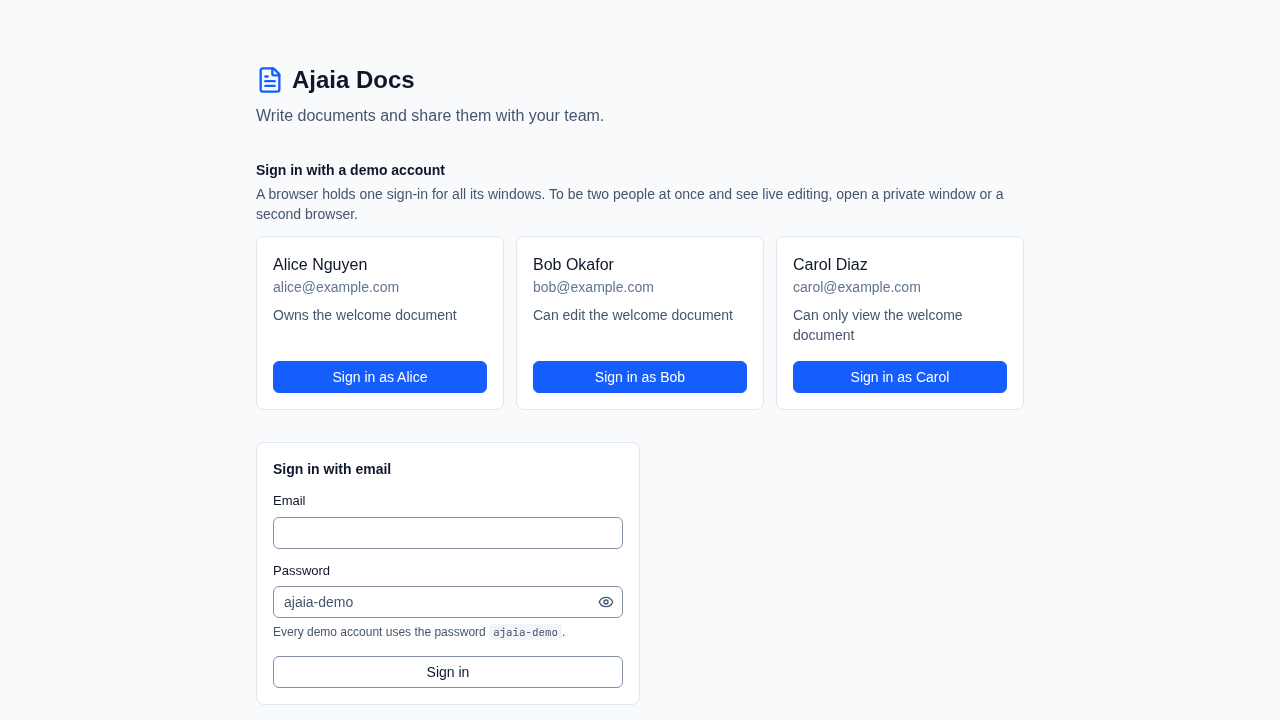 Ajaia Docs
Write documents and share them with your team.
Sign in with a demo account
A browser holds one sign-in for all its windows. To be two people at once and see live editing, open a private window or a
second browser.
Alice Nguyen
alice@example.com
Owns the welcome document
Sign in as Alice
Bob Okafor
bob@example.com
Can edit the welcome document
Sign in as Bob
Carol Diaz
carol@example.com
Can only view the welcome
document
Sign in as Carol
Sign in with email
Email
Password
ajaia-demo
Every demo account uses the password ajaia-demo.
Sign in